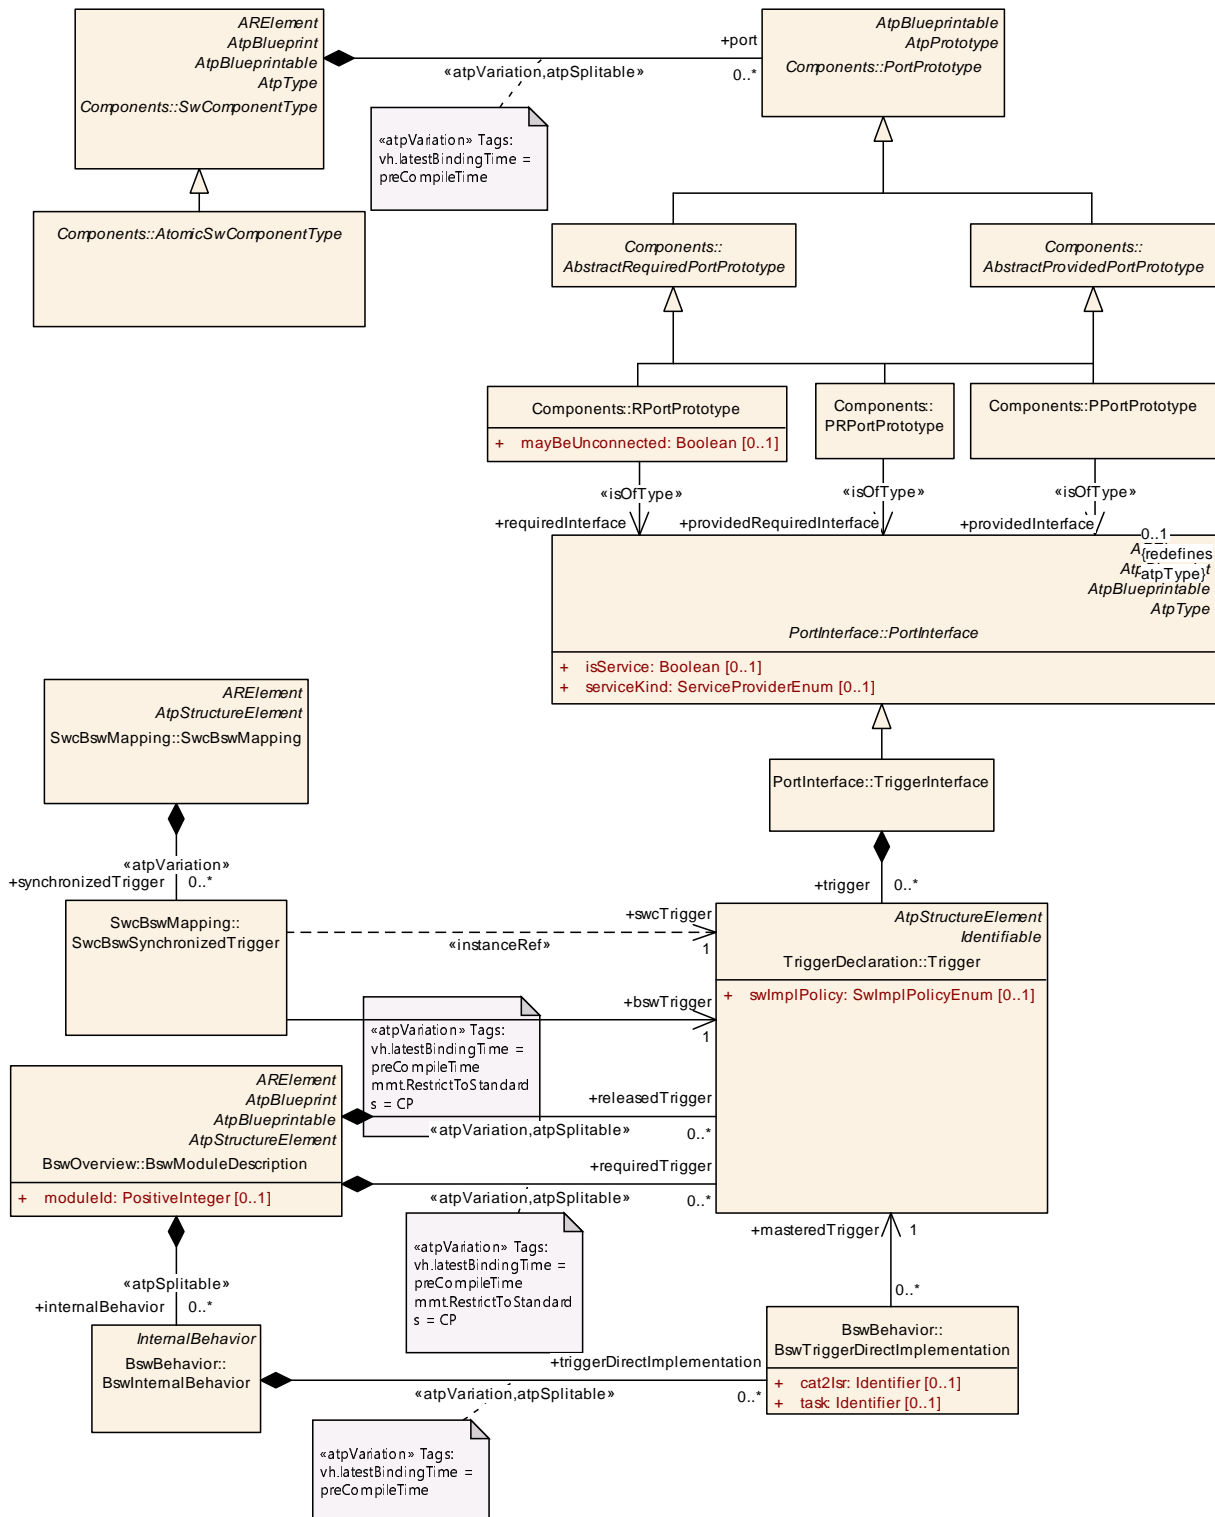 ARElement
AtpBlueprint
AtpBlueprintable
AtpType
Components::SwComponentType
+port
«atpVariation,atpSplitable»
0..*
AtpBlueprintable
AtpPrototype
Components::PortPrototype
«atpVariation» Tags:
vh.latestBindingTime =
preCompileTime
Components::AtomicSwComponentType
Components::
AbstractRequiredPortPrototype
Components::
AbstractProvidedPortPrototype
Components::RPortPrototype
+ mayBeUnconnected: Boolean [0..1]
Components::
PRPortPrototype
Components::PPortPrototype
«isOfType»
«isOfType»
«isOfType»
+requiredInterface
+providedRequiredInterface
+providedInterface
0..1
{redefines
atpType}
AtpBlueprintable
AtpType
PortInterface::PortInterface
+ isService: Boolean [0..1]
+ serviceKind: ServiceProviderEnum [0..1]
ARElement
AtpStructureElement
SwcBswMapping::SwcBswMapping
PortInterface::TriggerInterface
«atpVariation»
+synchronizedTrigger
0..*
+trigger
0..*
SwcBswMapping::
SwcBswSynchronizedTrigger
+swcTrigger
«instanceRef»
1
AtpStructureElement
Identifiable
TriggerDeclaration::Trigger
+ swImplPolicy: SwImplPolicyEnum [0..1]
+bswTrigger
1
«atpVariation» Tags:
vh.latestBindingTime =
preCompileTime
mmt.RestrictToStandard
s = CP
ARElement
AtpBlueprint
AtpBlueprintable
AtpStructureElement
BswOverview::BswModuleDescription
+ moduleId: PositiveInteger [0..1]
+releasedTrigger
«atpVariation,atpSplitable»
0..*
+requiredTrigger
«atpVariation,atpSplitable»
0..*
«atpVariation» Tags:
vh.latestBindingTime =
preCompileTime
mmt.RestrictToStandard
s = CP
+masteredTrigger
1
0..*
«atpSplitable»
+internalBehavior
0..*
InternalBehavior
BswBehavior::
BswInternalBehavior
+triggerDirectImplementation
«atpVariation,atpSplitable»
0..*
BswBehavior::
BswTriggerDirectImplementation
+ cat2Isr: Identifier [0..1]
+ task: Identifier [0..1]
«atpVariation» Tags:
vh.latestBindingTime =
preCompileTime